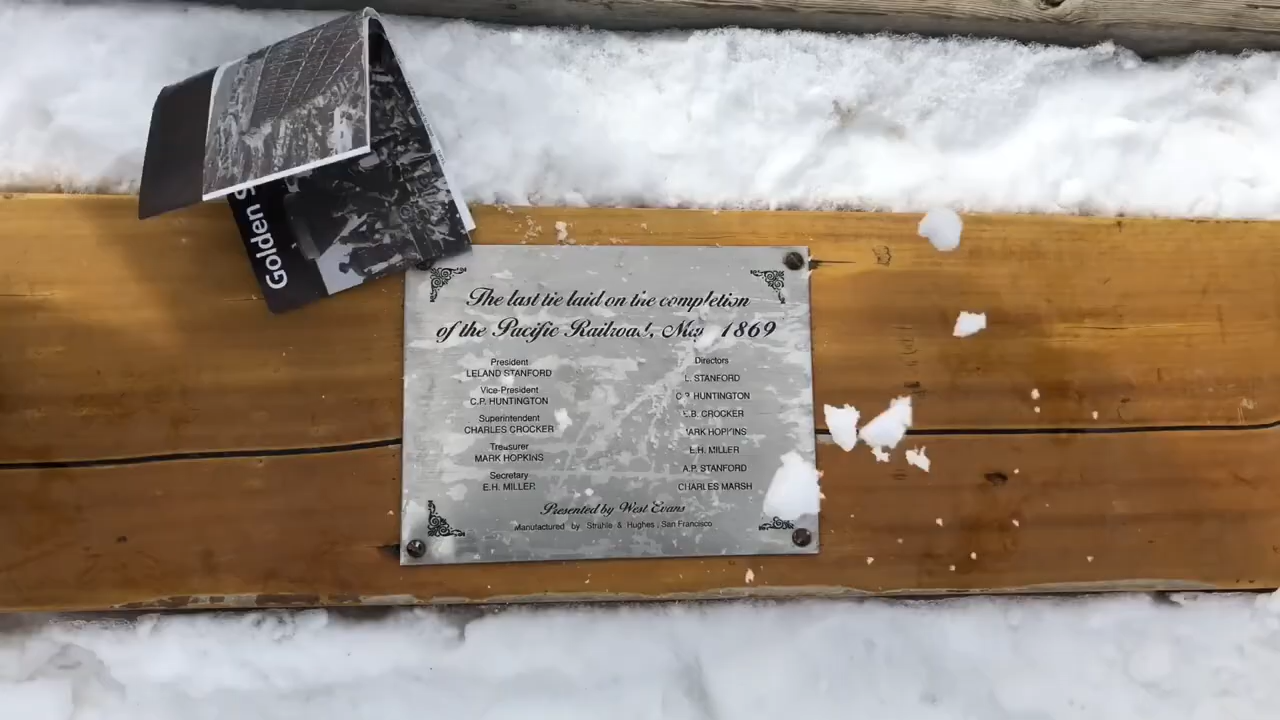 Golden S
The last tie laid on the completion
of the Pacific Railroad, May 1869
President
LELAND STANFORD
Vice-President
C.P. HUNTINGTON
Superintendent
CHARLES CROCKER
Treasurer
MARK HOPKINS
Secretary
E.H. MILLER
Directors
L. STANFORD
C.P. HUNTINGTON
E.B. CROCKER
MARK HOPKINS
E.H. MILLER
A.P. STANFORD
CHARLES MARSH
Presented by West Evans
Manufactured by Strahle & Hughes, San Francisco